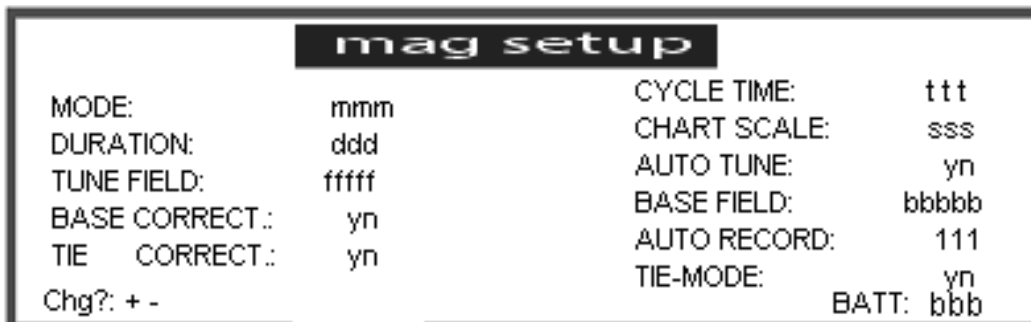 mag setup
MODE: mmm
DURATION: ddd
TUNE FIELD: fffff
BASE CORRECT.: yn
TIE CORRECT.: yn
Chg?: + -
CYCLE TIME: ttt
CHART SCALE: sss
AUTO TUNE: yn
BASE FIELD: bbbbb
AUTO RECORD: 111
TIE-MODE: yn
BATT: bbb